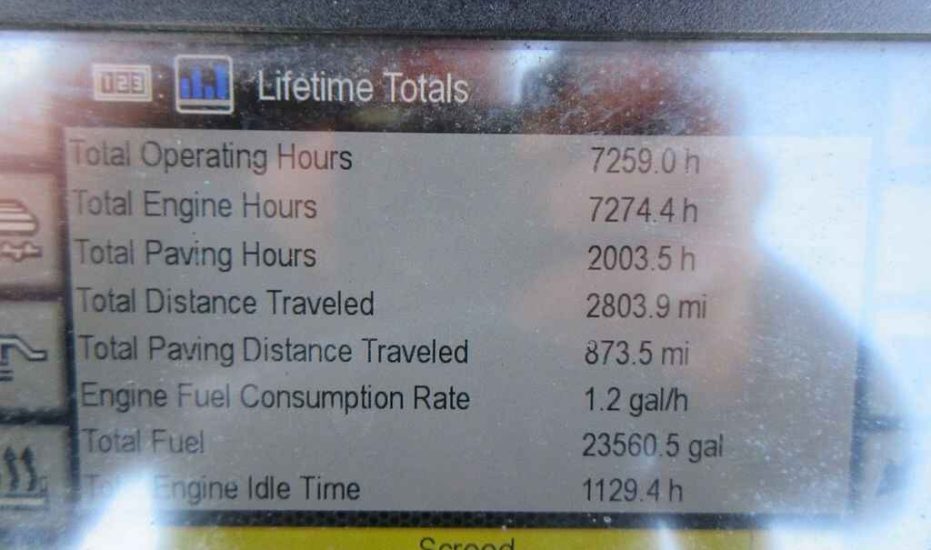 123 Lifetime Totals
Total Operating Hours 7259.0 h
Total Engine Hours 7274.4 h
Total Paving Hours 2003.5 h
Total Distance Traveled 2803.9 mi
Total Paving Distance Traveled 873.5 mi
Engine Fuel Consumption Rate 1.2 gal/h
Total Fuel 23560.5 gal
Total Engine Idle Time 1129.4 h
Screed